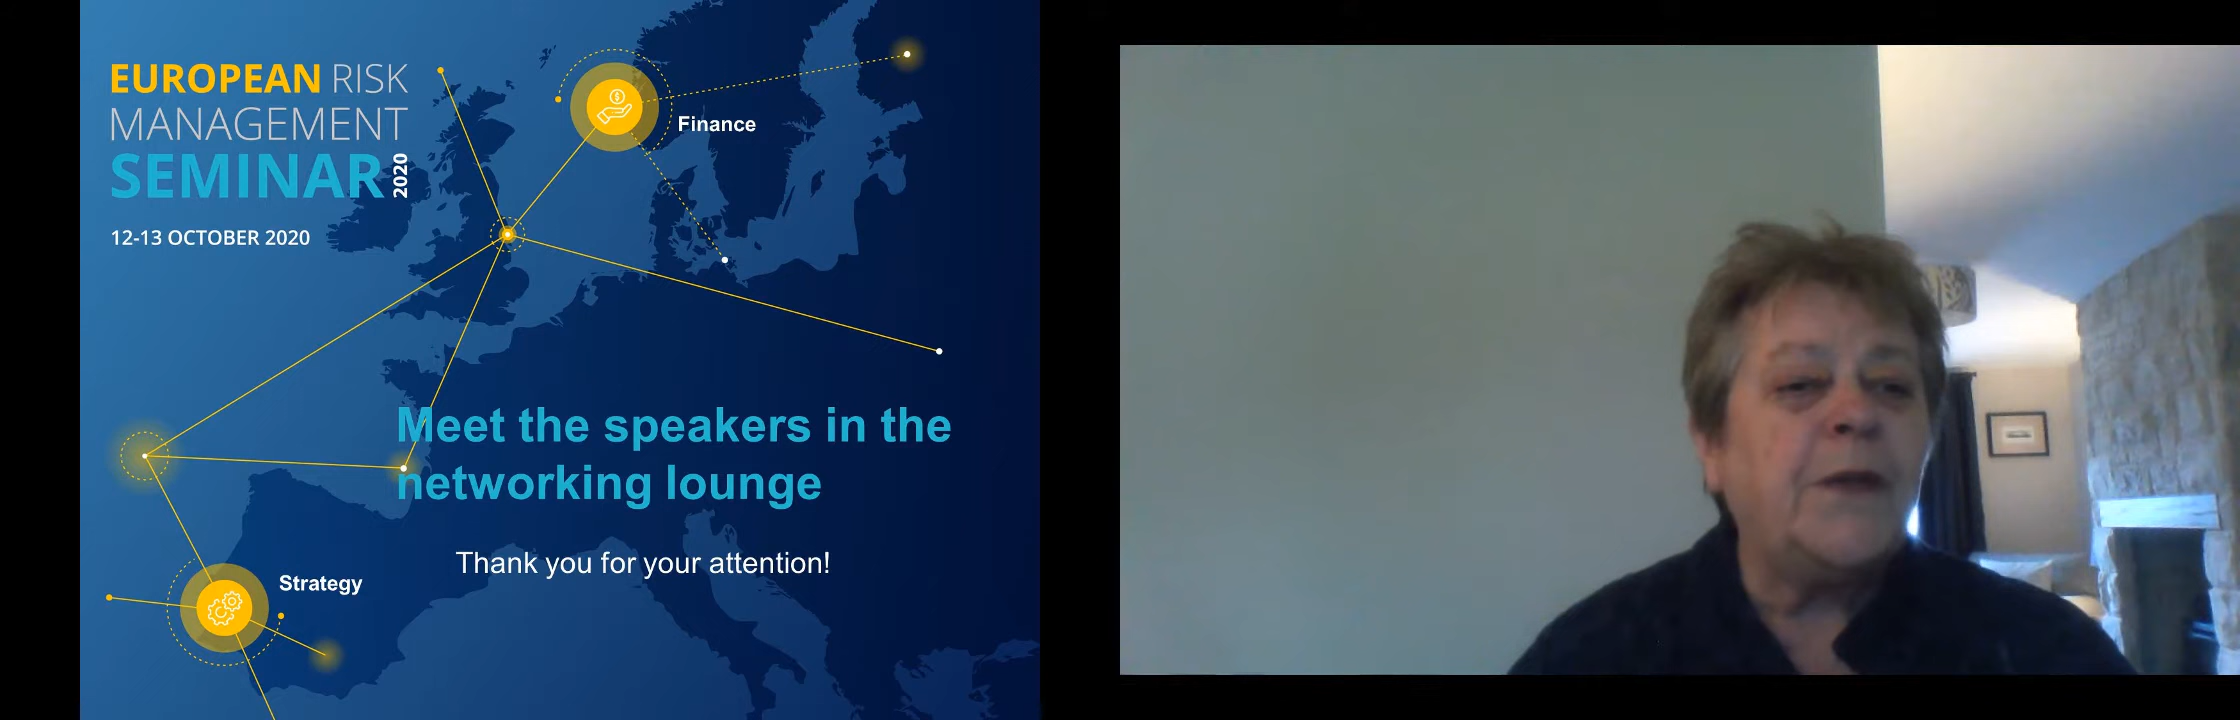 EUROPEAN RISK
MANAGEMENT
SEMINAR 2020
12-13 OCTOBER 2020
Finance
Meet the speakers in the
networking lounge
Thank you for your attention!
Strategy